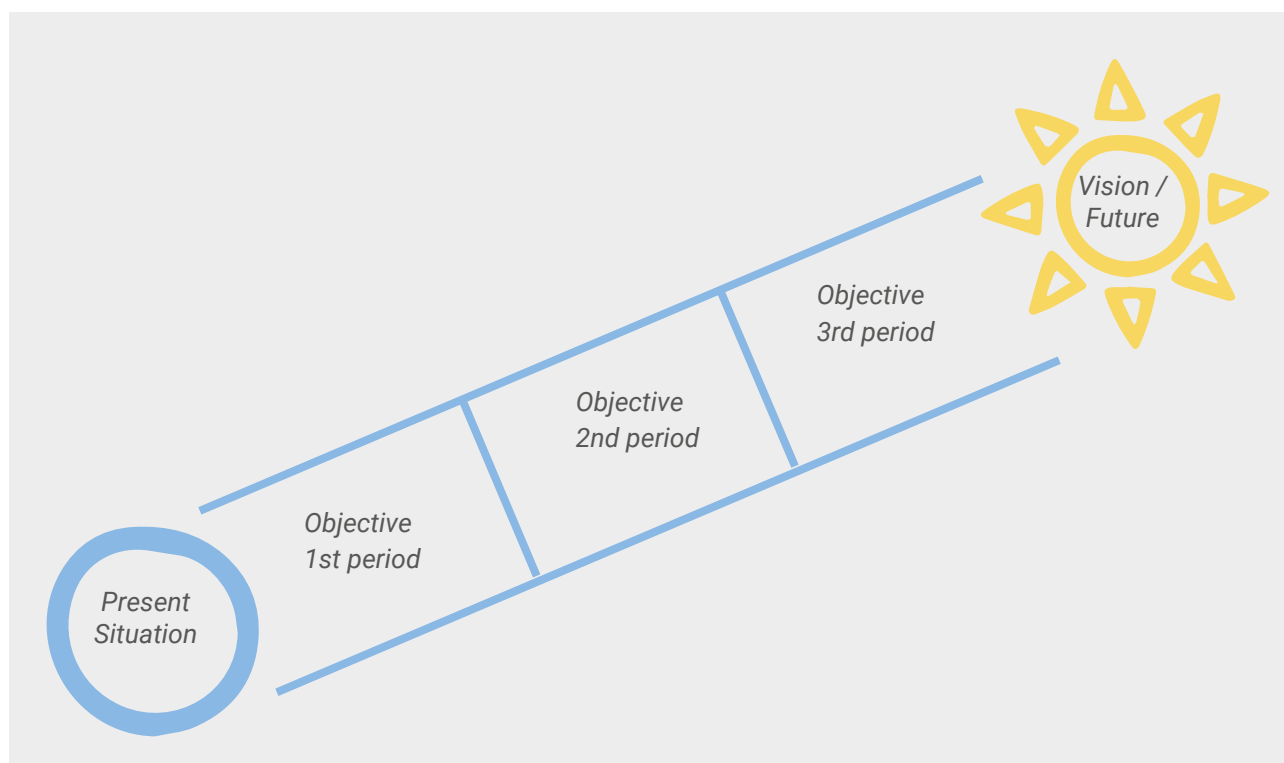 Vision /
Future
Objective
3rd period
Objective
2nd period
Objective
1st period
Present
Situation